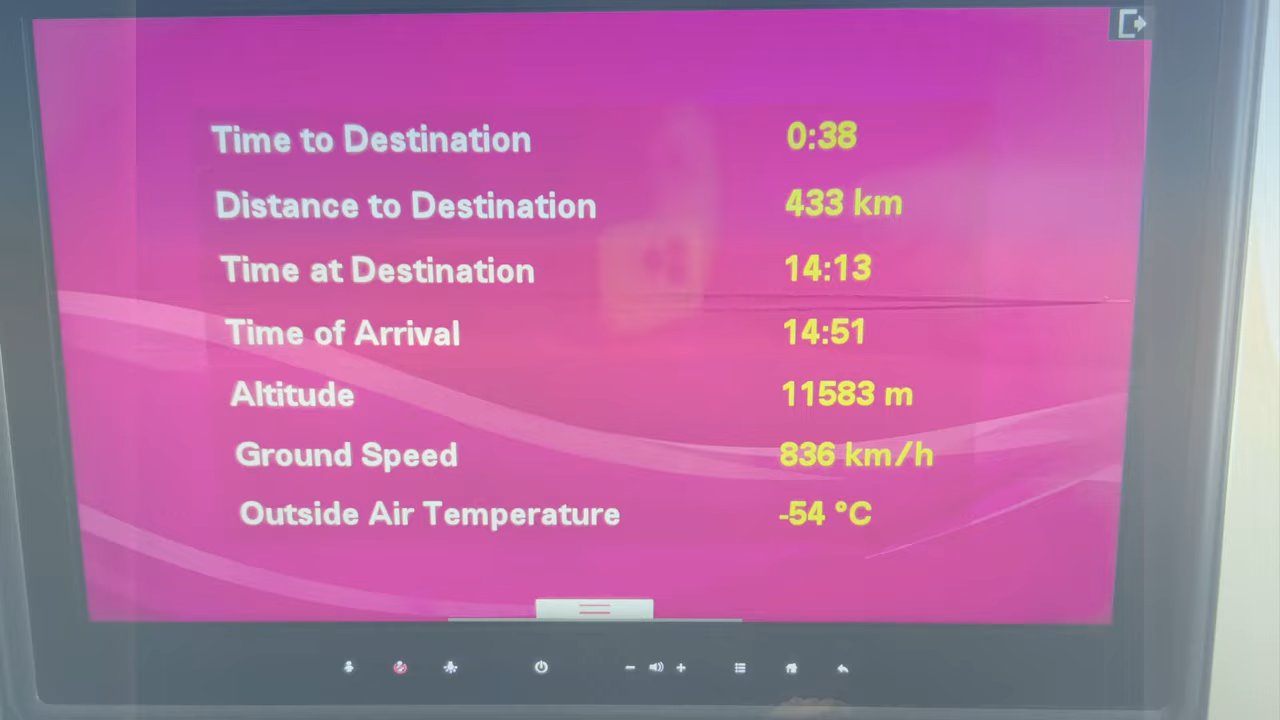 Time to Destination 0:38
Distance to Destination 433 km
Time at Destination 14:13
Time of Arrival 14:51
Altitude 11583 m
Ground Speed 836 km/h
Outside Air Temperature -54 °C